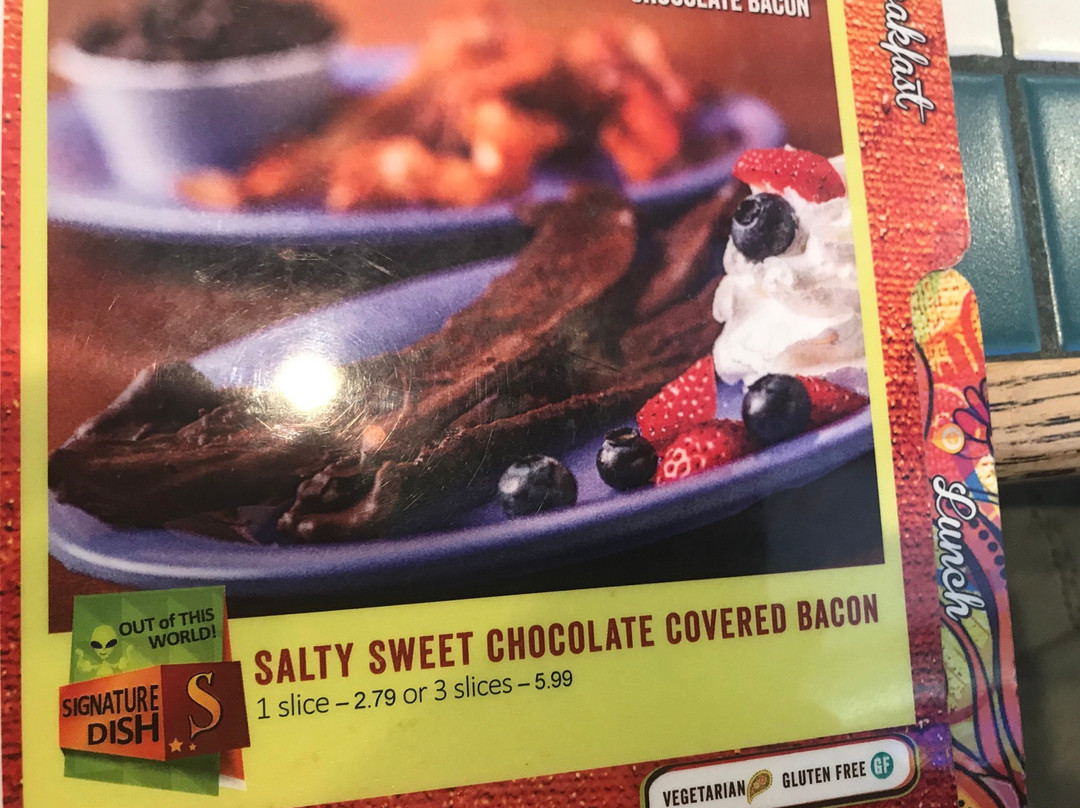 CHOCOLATE BACON
akfast
Lunch
OUT of THIS
WORLD!
SIGNATURE
DISH
S
SALTY SWEET CHOCOLATE COVERED BACON
1 slice – 2.79 or 3 slices – 5.99
VEGETARIAN GLUTEN FREE GF